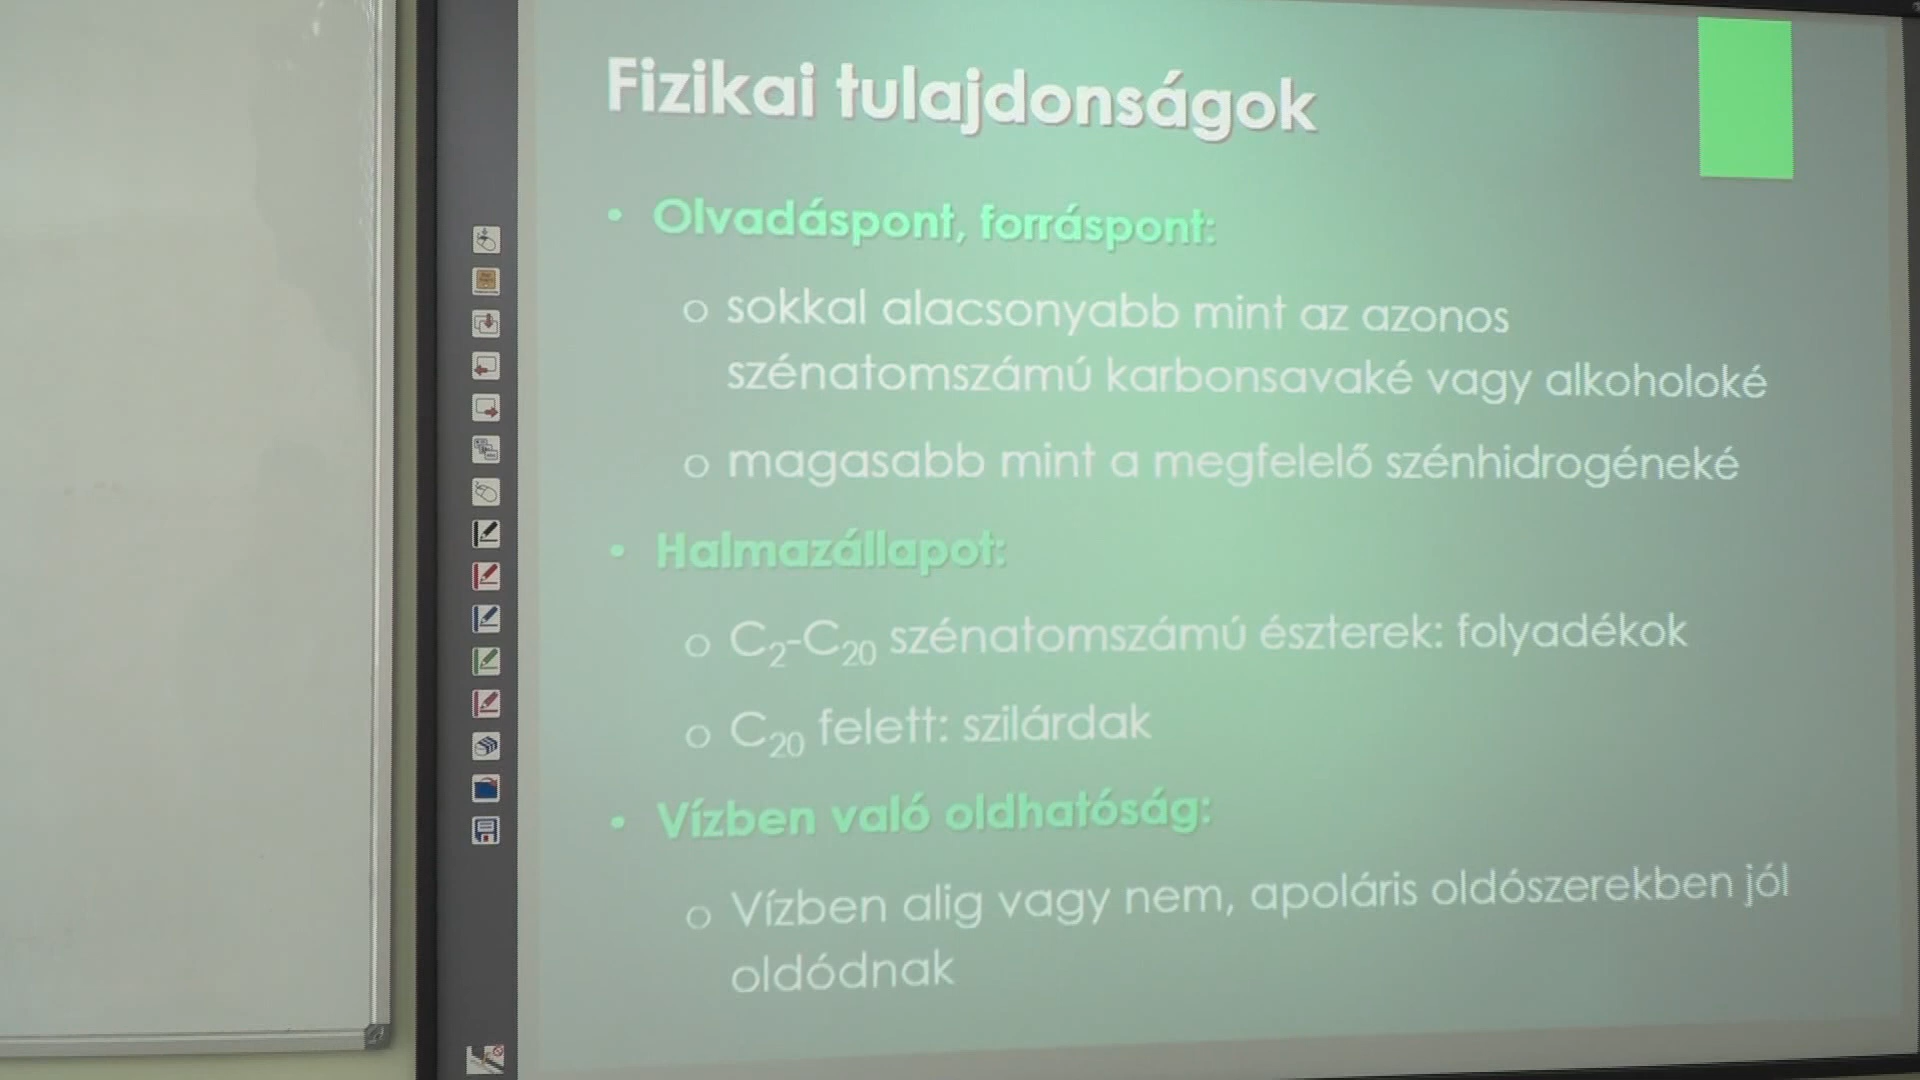 Fizikai tulajdonságok
• Olvadáspont, forráspont:
o sokkal alacsonyabb mint az azonos
szénatomszámú karbonsavaké vagy alkoholoké
o magasabb mint a megfelelő szénhidrogéneké
• Halmazállapot:
o C₂-C₂₀ szénatomszámú észterek: folyadékok
o C₂₀ felett: szilárdak
• Vízben való oldhatóság:
o Vízben alig vagy nem, apoláris oldószerekben jól
oldódnak